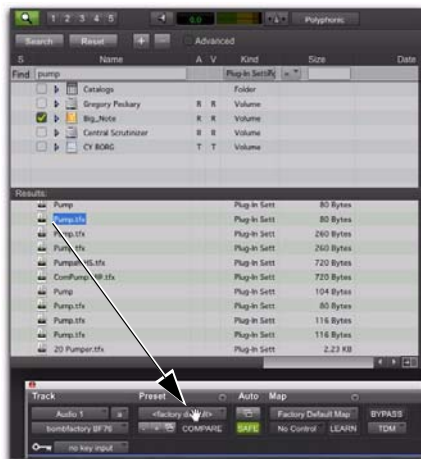 1 2 3 4 5 0.0 Polyphonic
Search Reset + - Advanced
S Name A V Kind Size Date
Find pump Plug-In Settings =
Catalogs Folder
Gregory Peckary R R Volume
Big_Note R R Volume
Central Scrutinizer R R Volume
CY BORG T T Volume
Results:
Pump Plug-In Sett 80 Bytes
Pump.tfx Plug-In Sett 80 Bytes
Pump.tfx Plug-In Sett 260 Bytes
Pump.tfx Plug-In Sett 260 Bytes
Plug-In Sett 720 Bytes
Plug-In Sett 720 Bytes
Pump Plug-In Sett 104 Bytes
Pump.tfx Plug-In Sett 80 Bytes
Pump.tfx Plug-In Sett 116 Bytes
Pump.tfx Plug-In Sett 116 Bytes
20 Pumper.tfx Plug-In Sett 2.23 KB
Track Preset Auto Map
Audio 1 a <factory default> Factory Default Map BYPASS
bombfactory BF76 - + COMPARE SAFE No Control LEARN TDM
no key input